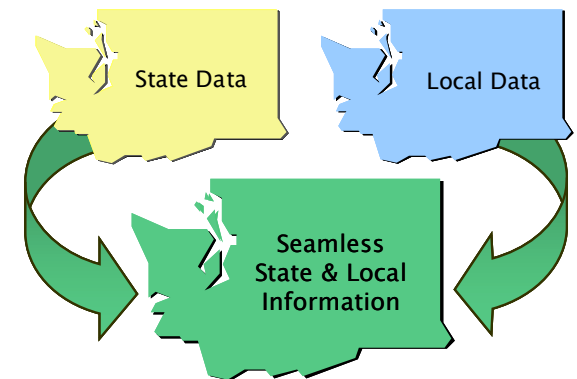 State Data
Local Data
Seamless
State & Local
Information